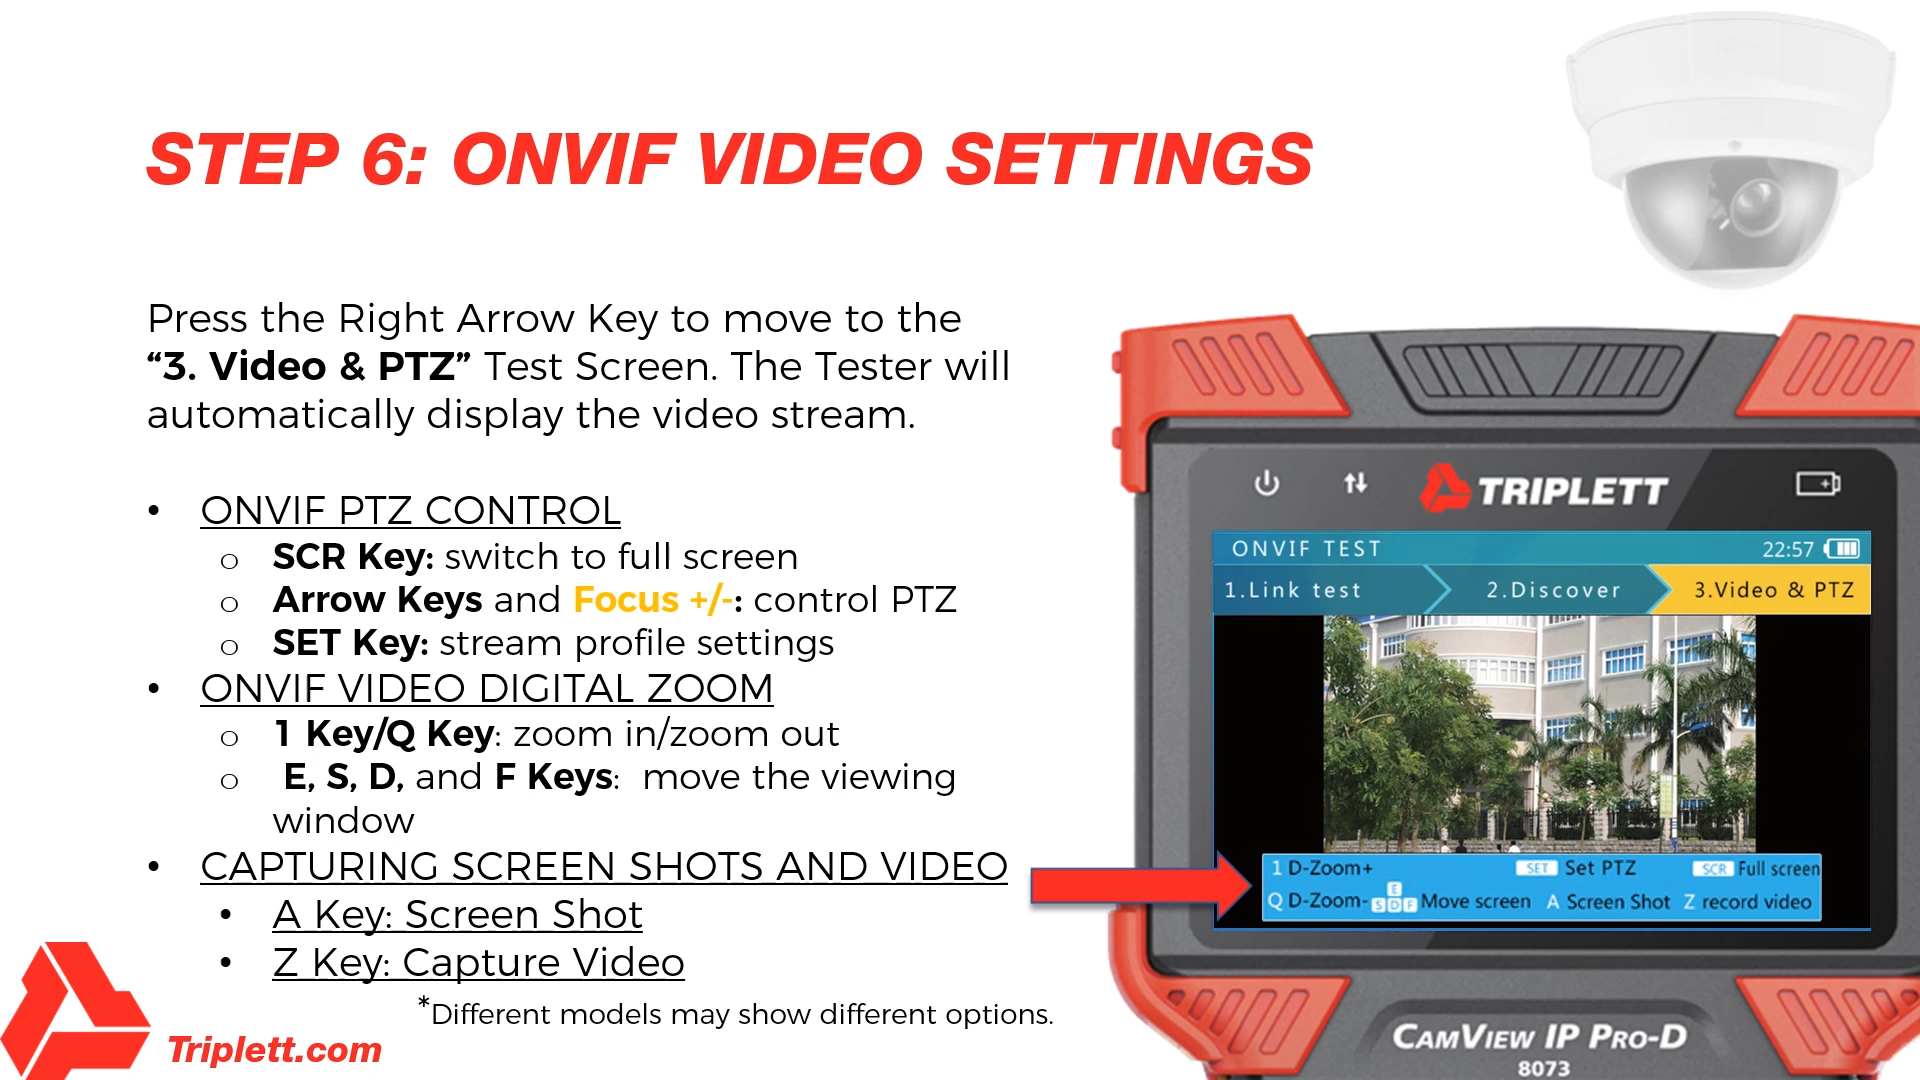 STEP 6: ONVIF VIDEO SETTINGS
Press the Right Arrow Key to move to the
“3. Video & PTZ” Test Screen. The Tester will
automatically display the video stream.
• ONVIF PTZ CONTROL
o SCR Key: switch to full screen
o Arrow Keys and Focus +/-: control PTZ
o SET Key: stream profile settings
• ONVIF VIDEO DIGITAL ZOOM
o 1 Key/Q Key: zoom in/zoom out
o E, S, D, and F Keys: move the viewing
window
• CAPTURING SCREEN SHOTS AND VIDEO
• A Key: Screen Shot
• Z Key: Capture Video
*Different models may show different options.
Triplett.com
TRIPLETT
ONVIF TEST 22:57
1.Link test 2.Discover 3.Video & PTZ
1 D-Zoom+ SET Set PTZ SCR Full screen
E
Q D-Zoom- S D F Move screen A Screen Shot Z record video
CAMVIEW IP PRO-D
8073